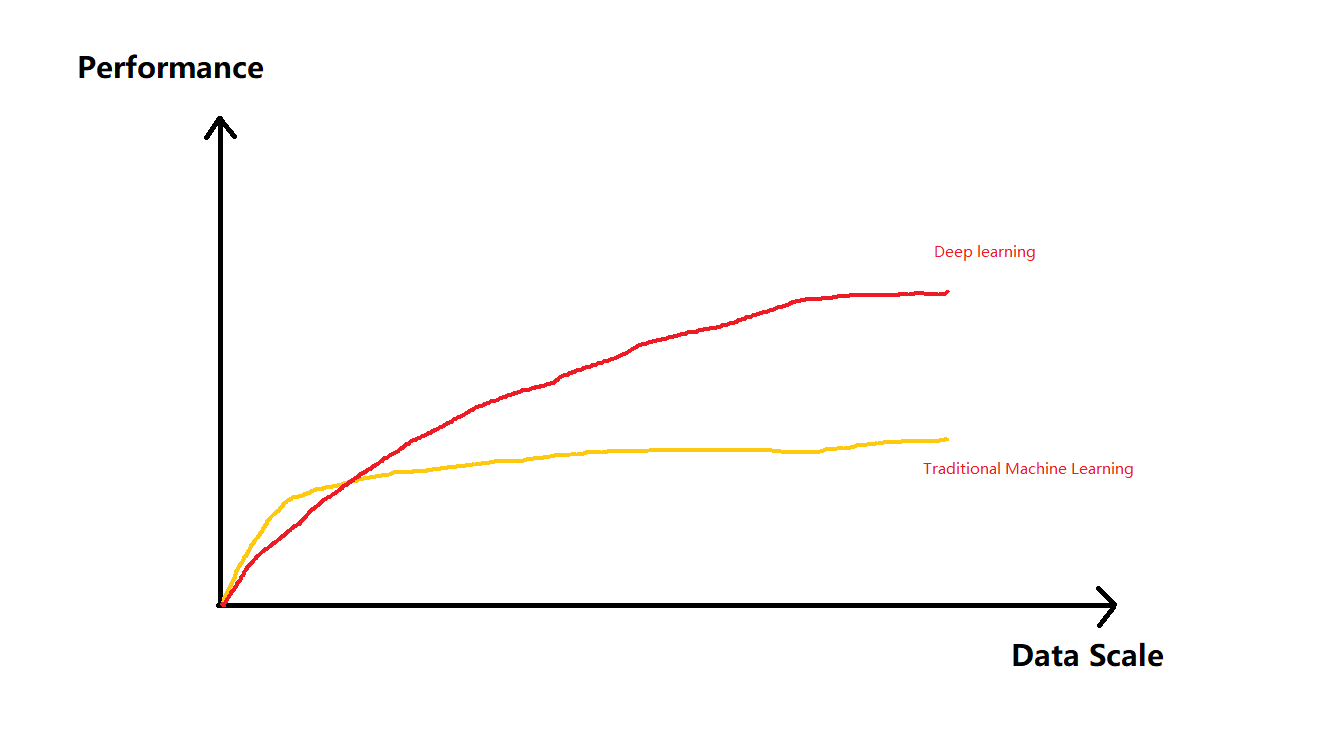 Performance
Deep learning
Traditional Machine Learning
Data Scale